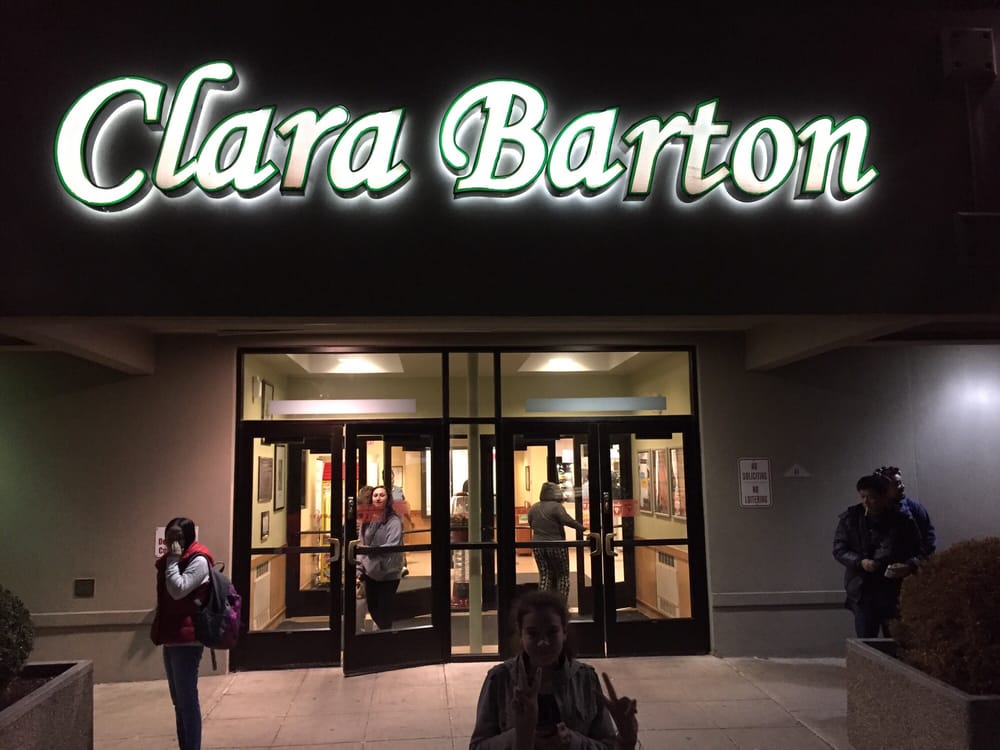 Clara Barton
NO
SOLICITING
NO
LOITERING